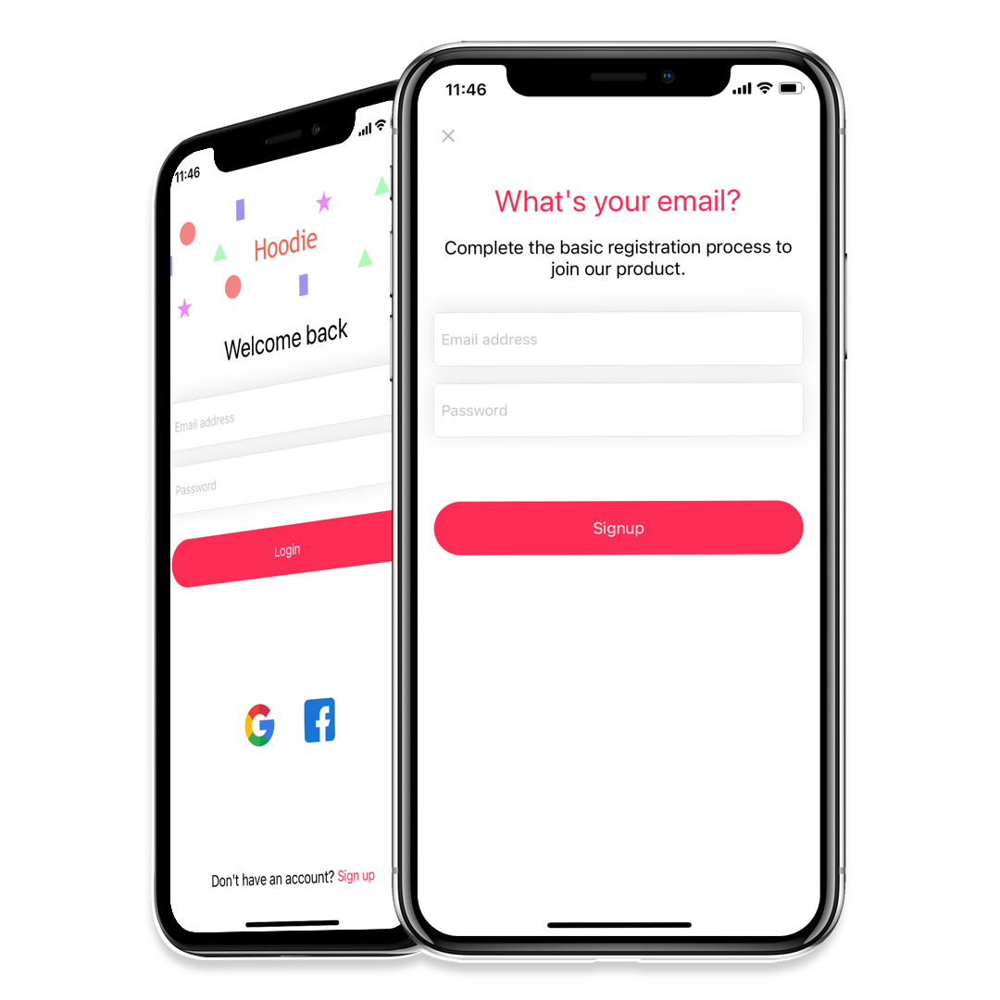 11:46
Hoodie
Welcome back
Email address
Password
Login
Don't have an account? Sign up
11:46
What's your email?
Complete the basic registration process to
join our product.
Email address
Password
Signup